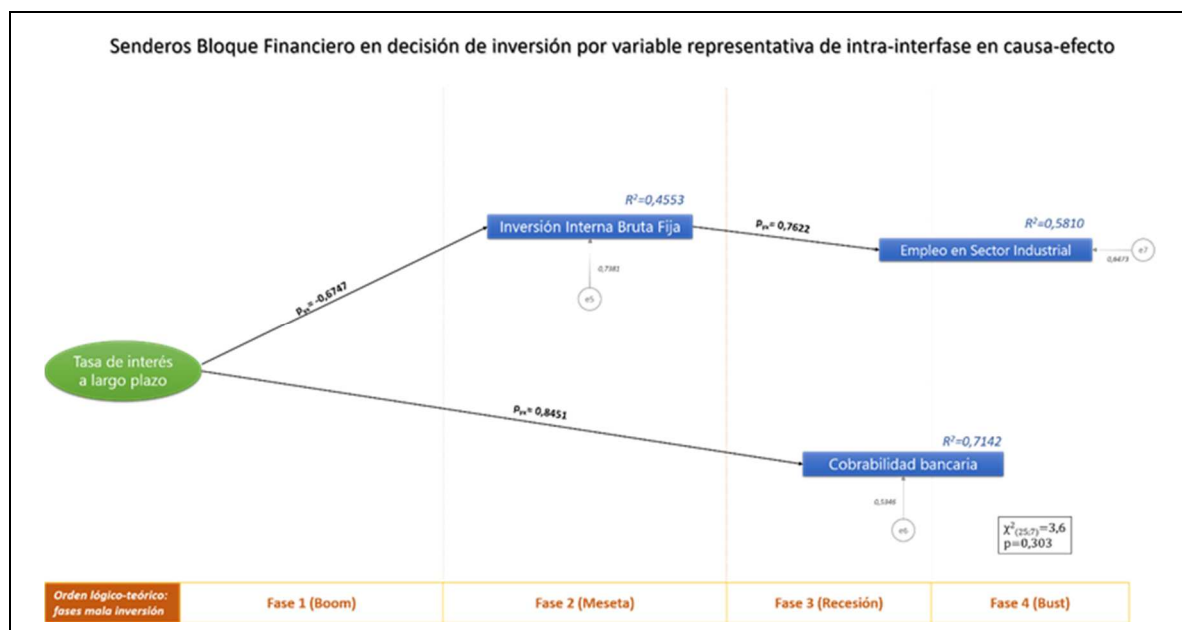 Senderos Bloque Financiero en decisión de inversión por variable representativa de intra-interfase en causa-efecto
R²=0,4553
Inversión Interna Bruta Fija
Pyx= 0,7622
R²=0,5810
Empleo en Sector Industrial
0,6473
e7
0,7381
e5
Pyx= -0,6747
Tasa de interés
a largo plazo
Pyx= 0,8451
R²=0,7142
Cobrabilidad bancaria
0,5346
e6
χ²(25;7)=3,6
p=0,303
Orden lógico-teórico:
fases mala inversión
Fase 1 (Boom)
Fase 2 (Meseta)
Fase 3 (Recesión)
Fase 4 (Bust)